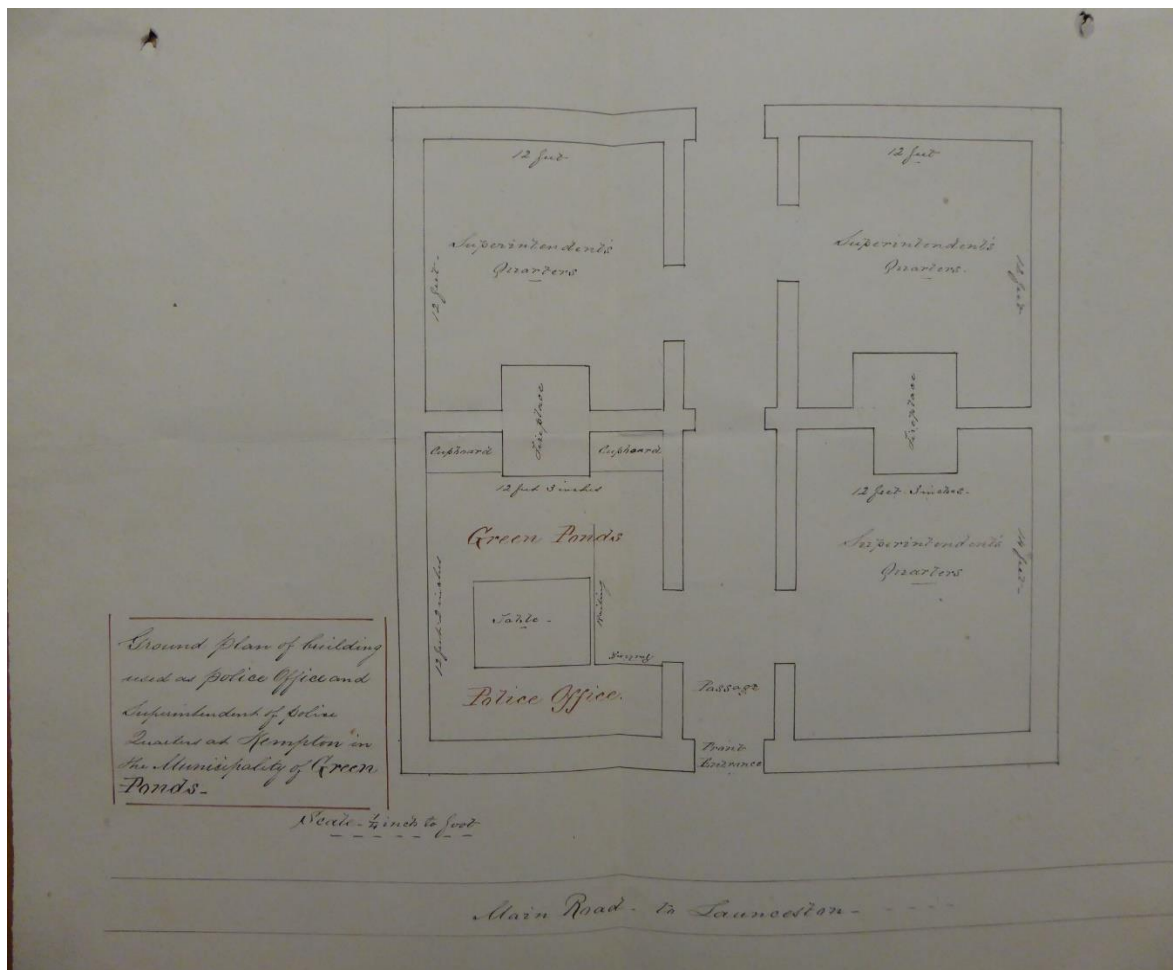 12 feet
12 feet
Superintendent's
Quarters
12 feet
Superintendent's
Quarters.
12 feet
Fireplace
Fireplace
Cupboard
Cupboard
12 feet 3 inches
12 feet 3 inches.
Green Ponds
12 feet 3 inches
Table.
Railing
Police Office.
Superintendent's
Quarters
14 feet
Passage
Front
Entrance
Ground plan of building
used as police Office and
Superintendent of police
Quarters at Kempton in
the Municipality of Green
Ponds-
Scale- 1/4 inch to foot
Main Road - to Launceston-